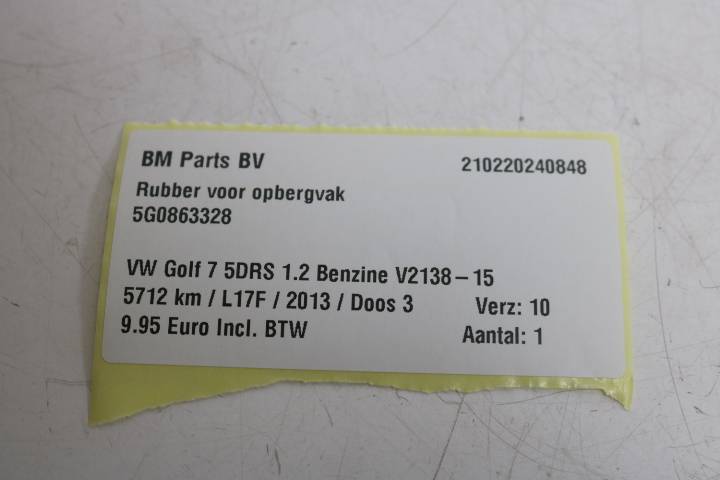 BM Parts BV 210220240848
Rubber voor opbergvak
5G0863328
VW Golf 7 5DRS 1.2 Benzine V2138-15
5712 km / L17F / 2013 / Doos 3 Verz: 10
9.95 Euro Incl. BTW Aantal: 1